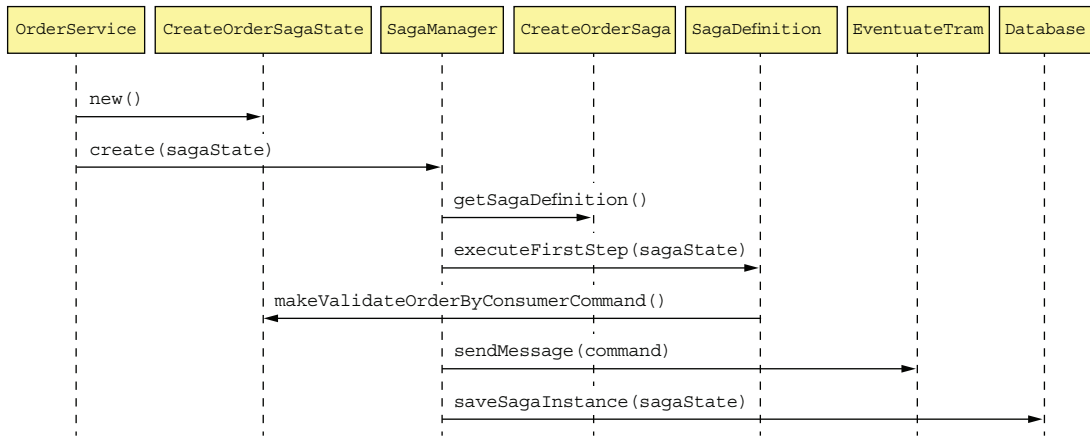 OrderService CreateOrderSagaState SagaManager CreateOrderSaga SagaDefinition EventuateTram Database
new()
create(sagaState)
getSagaDefinition()
executeFirstStep(sagaState)
makeValidateOrderByConsumerCommand()
sendMessage(command)
saveSagaInstance(sagaState)